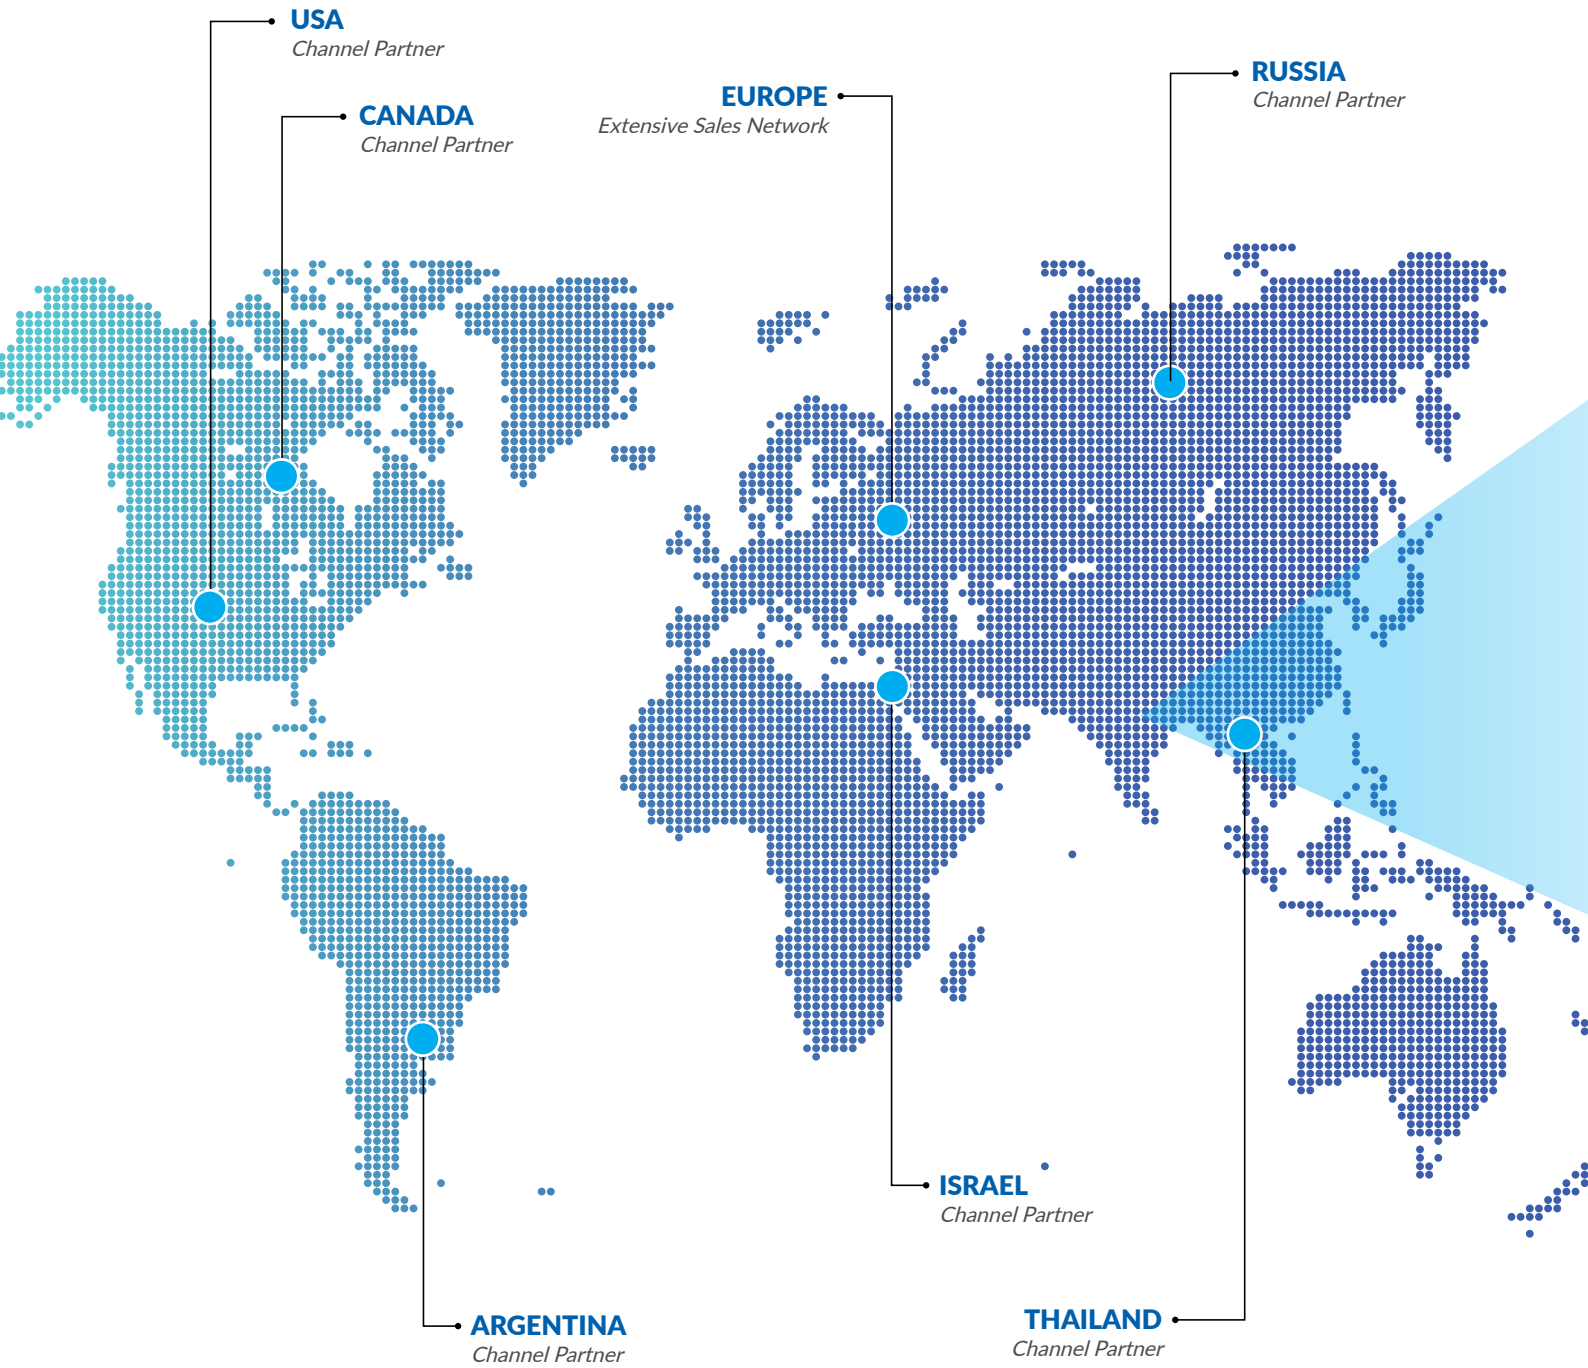 USA
Channel Partner
CANADA
Channel Partner
EUROPE
Extensive Sales Network
RUSSIA
Channel Partner
ISRAEL
Channel Partner
ARGENTINA
Channel Partner
THAILAND
Channel Partner